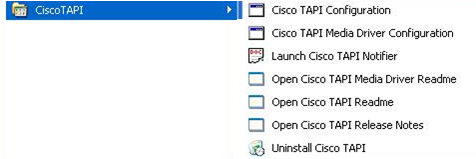 CiscoTAPI
Cisco TAPI Configuration
Cisco TAPI Media Driver Configuration
Launch Cisco TAPI Notifier
Open Cisco TAPI Media Driver Readme
Open Cisco TAPI Readme
Open Cisco TAPI Release Notes
Uninstall Cisco TAPI